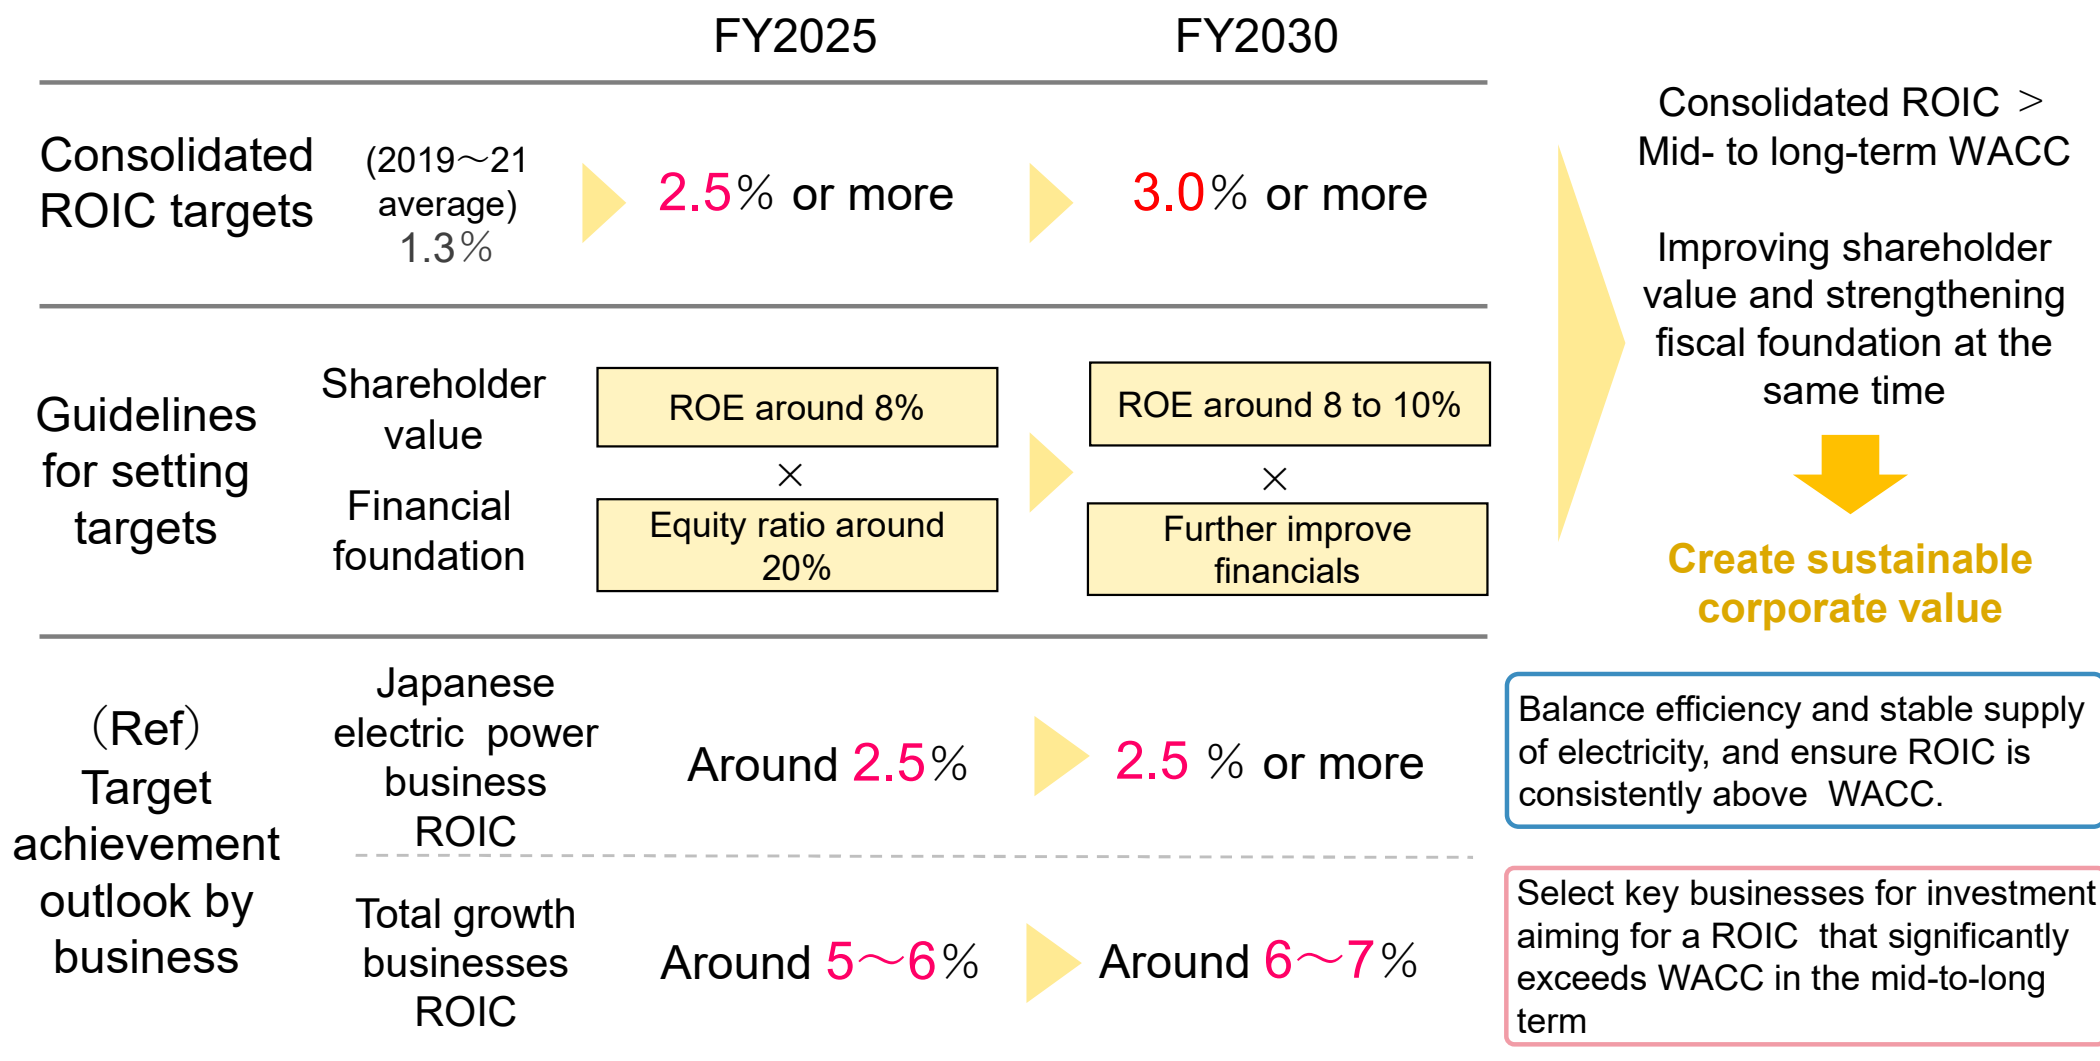 FY2025
FY2030
Consolidated
ROIC targets
(2019～21
average)
1.3％
2.5％ or more
3.0％ or more
Guidelines
for setting
targets
Shareholder
value
ROE around 8%
ROE around 8 to 10%
×
×
Financial
foundation
Equity ratio around
20%
Further improve
financials
（Ref）
Target
achievement
outlook by
business
Japanese
electric  power
business
ROIC
Around 2.5％
2.5 ％ or more
Total growth
businesses
ROIC
Around 5～6％
Around 6～7％
Consolidated ROIC ＞
Mid- to long-term WACC
Improving shareholder
value and strengthening
fiscal foundation at the
same time
Create sustainable
corporate value
Balance efficiency and stable supply
of electricity, and ensure ROIC is
consistently above  WACC.
Select key businesses for investment
aiming for a ROIC  that significantly
exceeds WACC in the mid-to-long
term